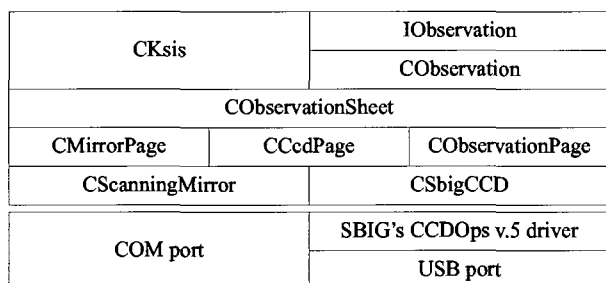 CKsis
IObservation
CObservation
CObservationSheet
CMirrorPage
CCcdPage
CObservationPage
CScanningMirror
CSbigCCD
COM port
SBIG's CCDOps v.5 driver
USB port